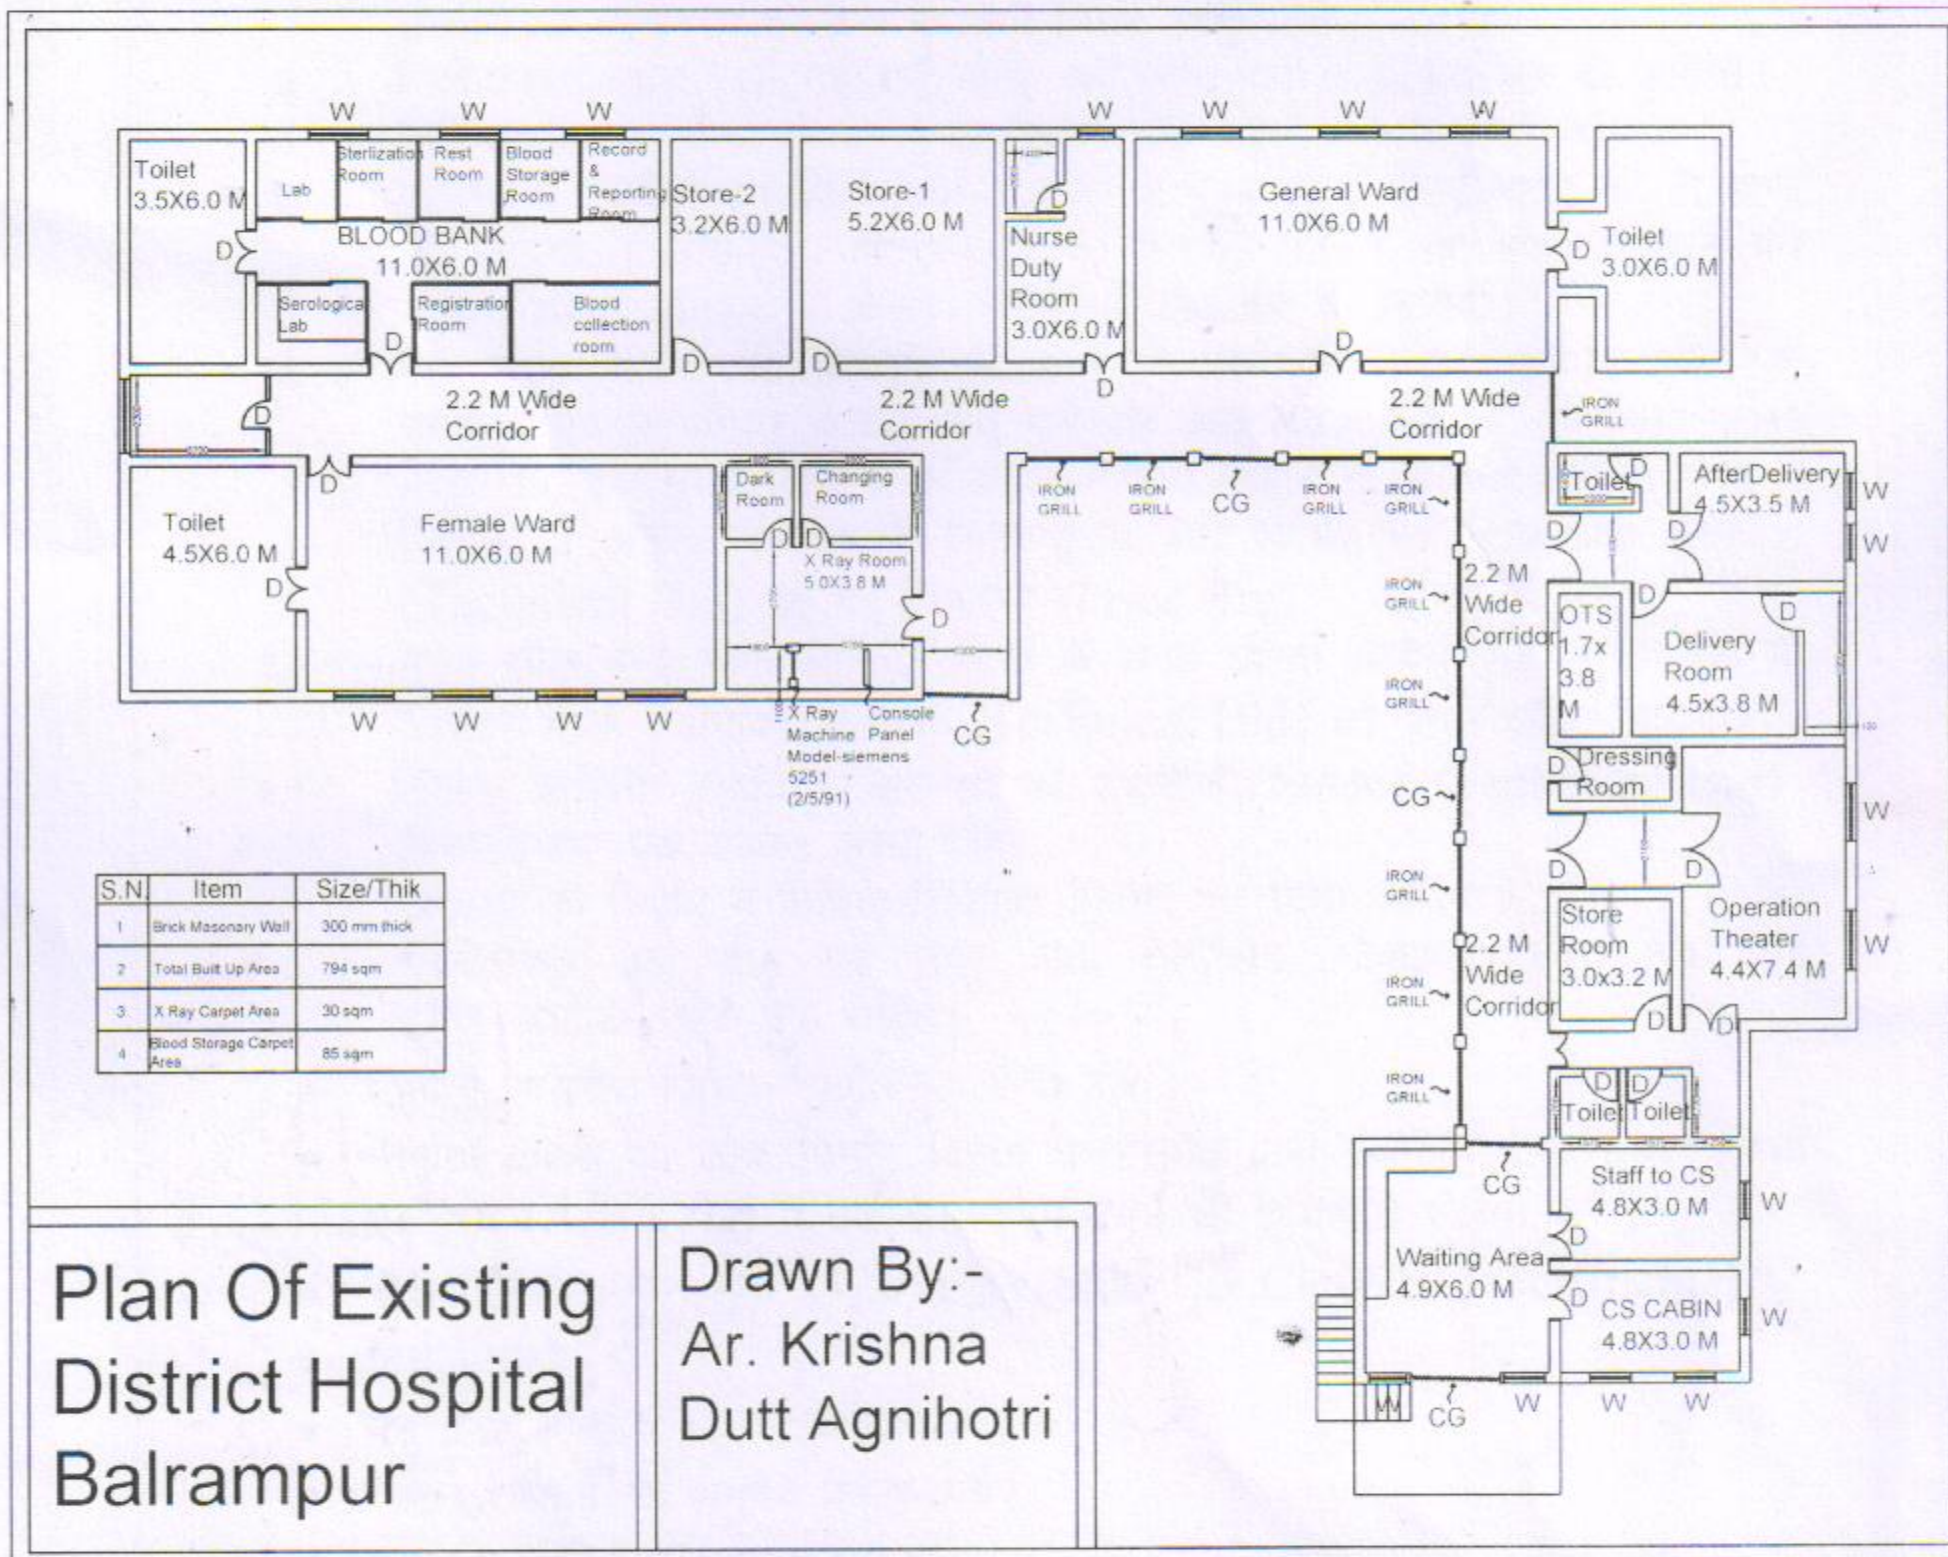 W W W W W W W
Toilet
3.5X6.0 M
Lab
Sterlization
Room
Rest
Room
Blood
Storage
Room
Record
&
Reporting
Room
BLOOD BANK
11.0X6.0 M
D
Serological
Lab
D
Registration
Room
Blood
collection
room
Store-2
3.2X6.0 M
D
Store-1
5.2X6.0 M
D
D
Nurse
Duty
Room
3.0X6.0 M
D
General Ward
11.0X6.0 M
D
D
Toilet
3.0X6.0 M
D
2.2 M Wide
Corridor
2.2 M Wide
Corridor
2.2 M Wide
Corridor
IRON
GRILL
Toilet
4.5X6.0 M
D
D
Female Ward
11.0X6.0 M
W W W W
Dark
Room
D
Changing
Room
D
X Ray Room
5.0X3.8 M
D
X Ray
Machine
Model-siemens
5251
(2/5/91)
Console
Panel
CG
IRON
GRILL
IRON
GRILL
CG
IRON
GRILL
IRON
GRILL
IRON
GRILL
IRON
GRILL
CG
IRON
GRILL
IRON
GRILL
IRON
GRILL
2.2 M
Wide
Corridor
2.2 M
Wide
Corridor
Toilet
D
AfterDelivery
4.5X3.5 M
W
W
D
D
D
OTS
1.7x
3.8
M
Delivery
Room
4.5x3.8 M
D
Dressing
Room
D
W
D
D
Store
Room
3.0x3.2 M
D
Operation
Theater
4.4X7.4 M
W
D
D
D
Toilet
Toilet
CG
Staff to CS
4.8X3.0 M
W
D
Waiting Area
4.9X6.0 M
D
CS CABIN
4.8X3.0 M
W
W CG W W W
S.N. Item Size/Thik
1 Brick Masonary Wall 300 mm thick
2 Total Built Up Area 794 sqm
3 X Ray Carpet Area 30 sqm
4 Blood Storage Carpet
Area 85 sqm
Plan Of Existing
District Hospital
Balrampur
Drawn By:-
Ar. Krishna
Dutt Agnihotri